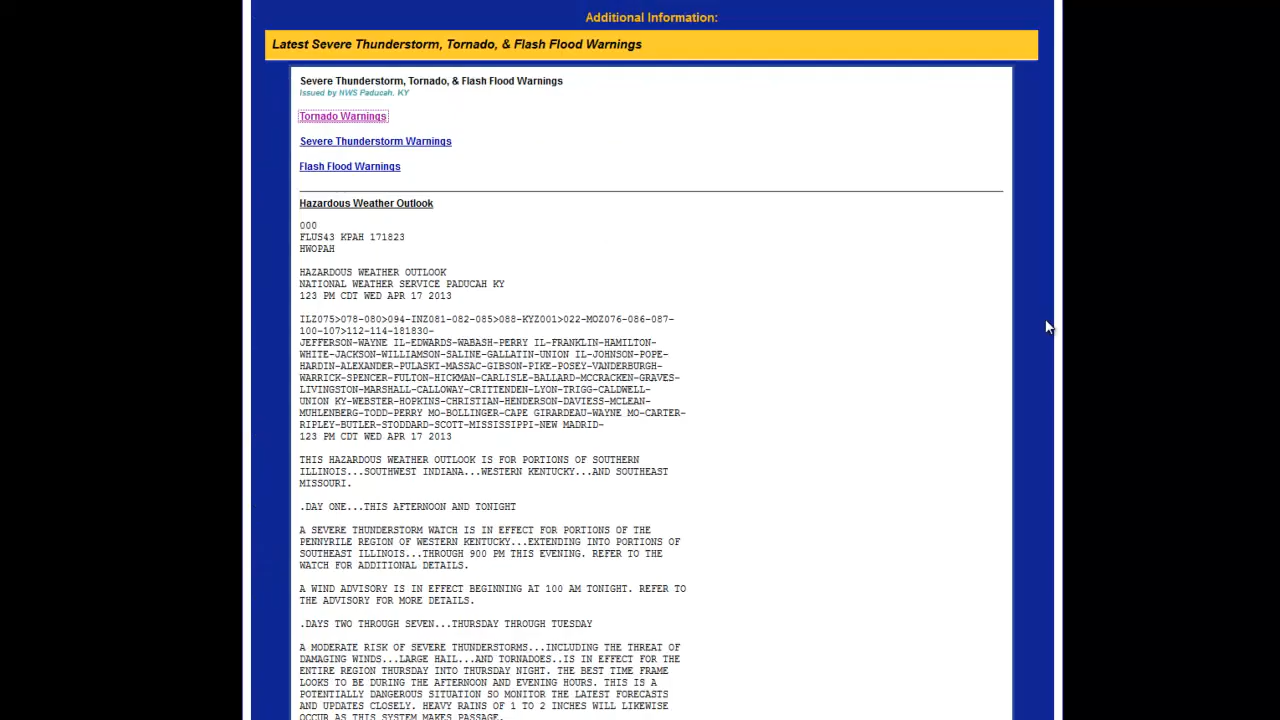 Additional Information:
Latest Severe Thunderstorm, Tornado, & Flash Flood Warnings
Severe Thunderstorm, Tornado, & Flash Flood Warnings
Issued by NWS Paducah, KY
Tornado Warnings
Severe Thunderstorm Warnings
Flash Flood Warnings
Hazardous Weather Outlook
000
FLUS43 KPAH 171823
HWOPAH
HAZARDOUS WEATHER OUTLOOK
NATIONAL WEATHER SERVICE PADUCAH KY
123 PM CDT WED APR 17 2013
ILZ075>078-080>094-INZ081-082-085>088-KYZ001>022-MOZ076-086-087-
100-107>112-114-181830-
JEFFERSON-WAYNE IL-EDWARDS-WABASH-PERRY IL-FRANKLIN-HAMILTON-
WHITE-JACKSON-WILLIAMSON-SALINE-GALLATIN-UNION IL-JOHNSON-POPE-
HARDIN-ALEXANDER-PULASKI-MASSAC-GIBSON-PIKE-POSEY-VANDERBURGH-
WARRICK-SPENCER-FULTON-HICKMAN-CARLISLE-BALLARD-MCCRACKEN-GRAVES-
LIVINGSTON-MARSHALL-CALLOWAY-CRITTENDEN-LYON-TRIGG-CALDWELL-
UNION KY-WEBSTER-HOPKINS-CHRISTIAN-HENDERSON-DAVIESS-MCLEAN-
MUHLENBERG-TODD-PERRY MO-BOLLINGER-CAPE GIRARDEAU-WAYNE MO-CARTER-
RIPLEY-BUTLER-STODDARD-SCOTT-MISSISSIPPI-NEW MADRID-
123 PM CDT WED APR 17 2013
THIS HAZARDOUS WEATHER OUTLOOK IS FOR PORTIONS OF SOUTHERN
ILLINOIS...SOUTHWEST INDIANA...WESTERN KENTUCKY...AND SOUTHEAST
MISSOURI.
.DAY ONE...THIS AFTERNOON AND TONIGHT
A SEVERE THUNDERSTORM WATCH IS IN EFFECT FOR PORTIONS OF THE
PENNYRILE REGION OF WESTERN KENTUCKY...EXTENDING INTO PORTIONS OF
SOUTHEAST ILLINOIS...THROUGH 900 PM THIS EVENING. REFER TO THE
WATCH FOR ADDITIONAL DETAILS.
A WIND ADVISORY IS IN EFFECT BEGINNING AT 100 AM TONIGHT. REFER TO
THE ADVISORY FOR MORE DETAILS.
.DAYS TWO THROUGH SEVEN...THURSDAY THROUGH TUESDAY
A MODERATE RISK OF SEVERE THUNDERSTORMS...INCLUDING THE THREAT OF
DAMAGING WINDS...LARGE HAIL...AND TORNADOES..IS IN EFFECT FOR THE
ENTIRE REGION THURSDAY INTO THURSDAY NIGHT. THE BEST TIME FRAME
LOOKS TO BE DURING THE AFTERNOON AND EVENING HOURS. THIS IS A
POTENTIALLY DANGEROUS SITUATION SO MONITOR THE LATEST FORECASTS
AND UPDATES CLOSELY. HEAVY RAINS OF 1 TO 2 INCHES WILL LIKEWISE
OCCUR AS THIS SYSTEM MAKES PASSAGE.